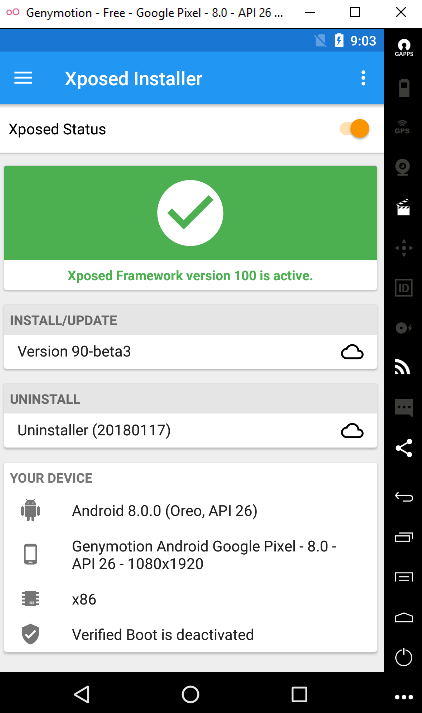 Genymotion - Free - Google Pixel - 8.0 - API 26 ...
9:03
Xposed Installer
Xposed Status
Xposed Framework version 100 is active.
INSTALL/UPDATE
Version 90-beta3
UNINSTALL
Uninstaller (20180117)
YOUR DEVICE
Android 8.0.0 (Oreo, API 26)
Genymotion Android Google Pixel - 8.0 -
API 26 - 1080x1920
x86
Verified Boot is deactivated
GAPPS
GPS
ID